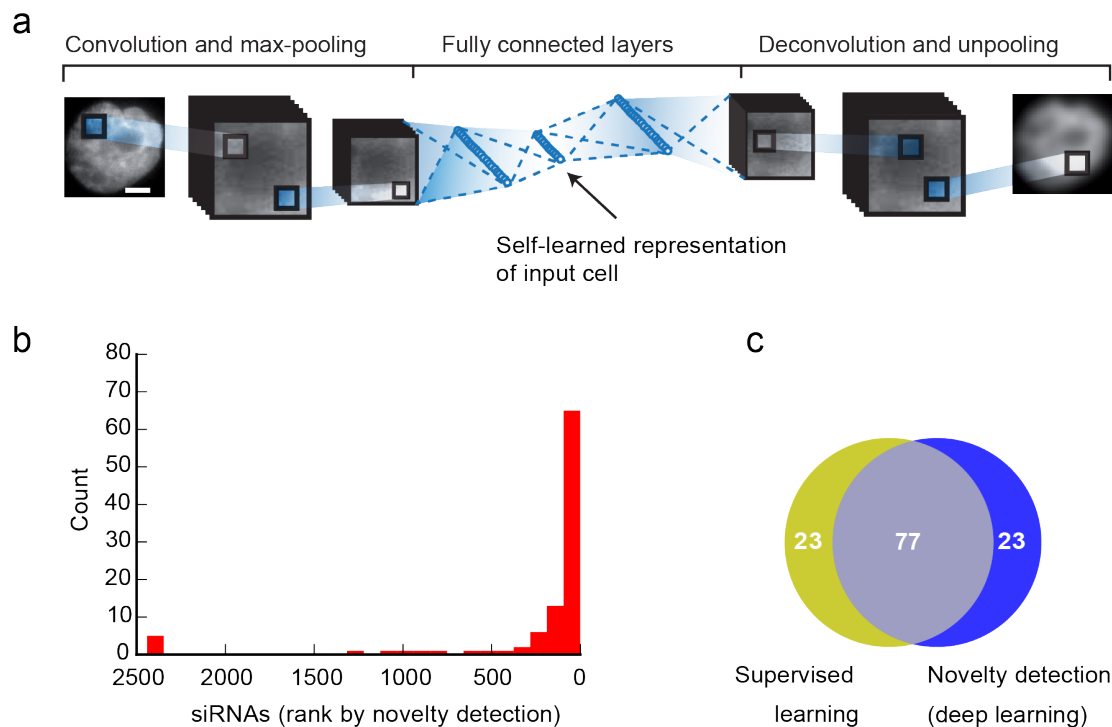 a
Convolution and max-pooling
Fully connected layers
Deconvolution and unpooling
Self-learned representation
of input cell
b
80
70
60
50
40
30
20
10
0
Count
2500
2000
1500
1000
500
0
siRNAs (rank by novelty detection)
c
23
77
23
Supervised
learning
Novelty detection
(deep learning)